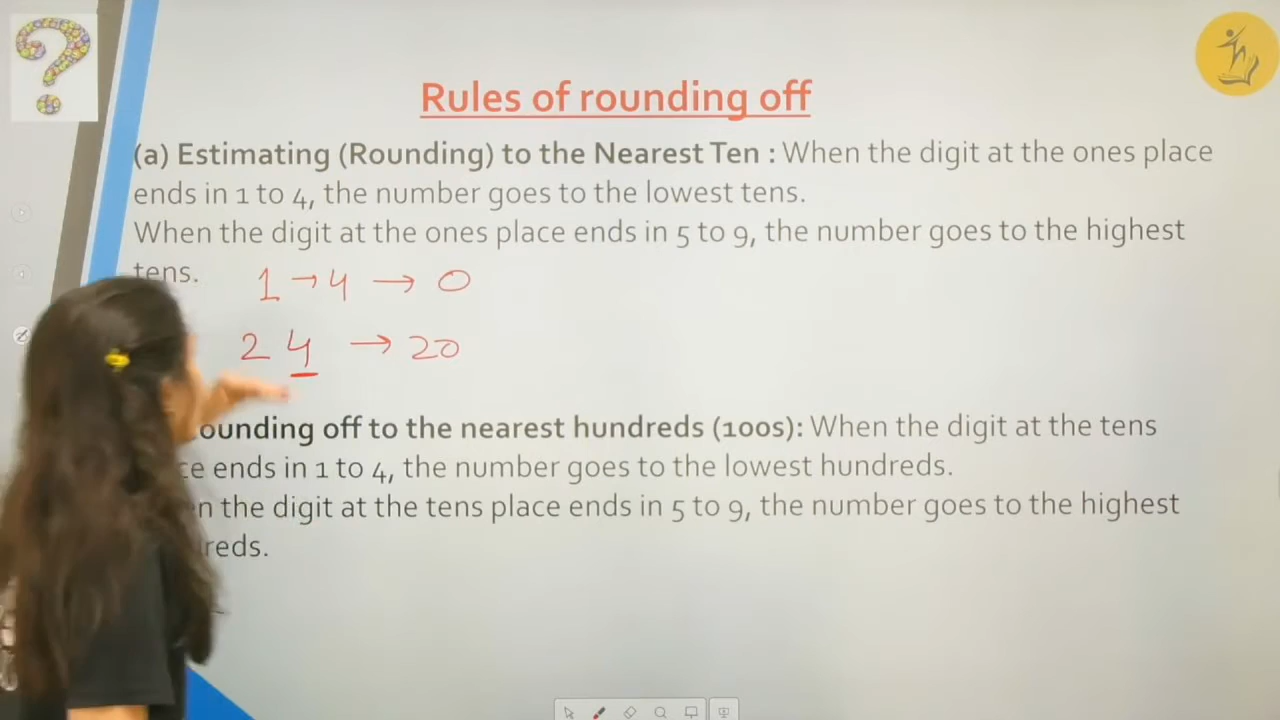 Rules of rounding off
(a) Estimating (Rounding) to the Nearest Ten : When the digit at the ones place
ends in 1 to 4, the number goes to the lowest tens.
When the digit at the ones place ends in 5 to 9, the number goes to the highest
tens.
1 → 4 → 0
24 → 20
ounding off to the nearest hundreds (100s): When the digit at the tens
ce ends in 1 to 4, the number goes to the lowest hundreds.
n the digit at the tens place ends in 5 to 9, the number goes to the highest
reds.